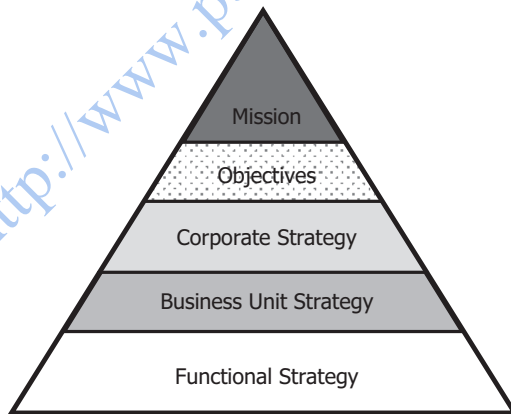 http://www.p
Mission
Objectives
Corporate Strategy
Business Unit Strategy
Functional Strategy